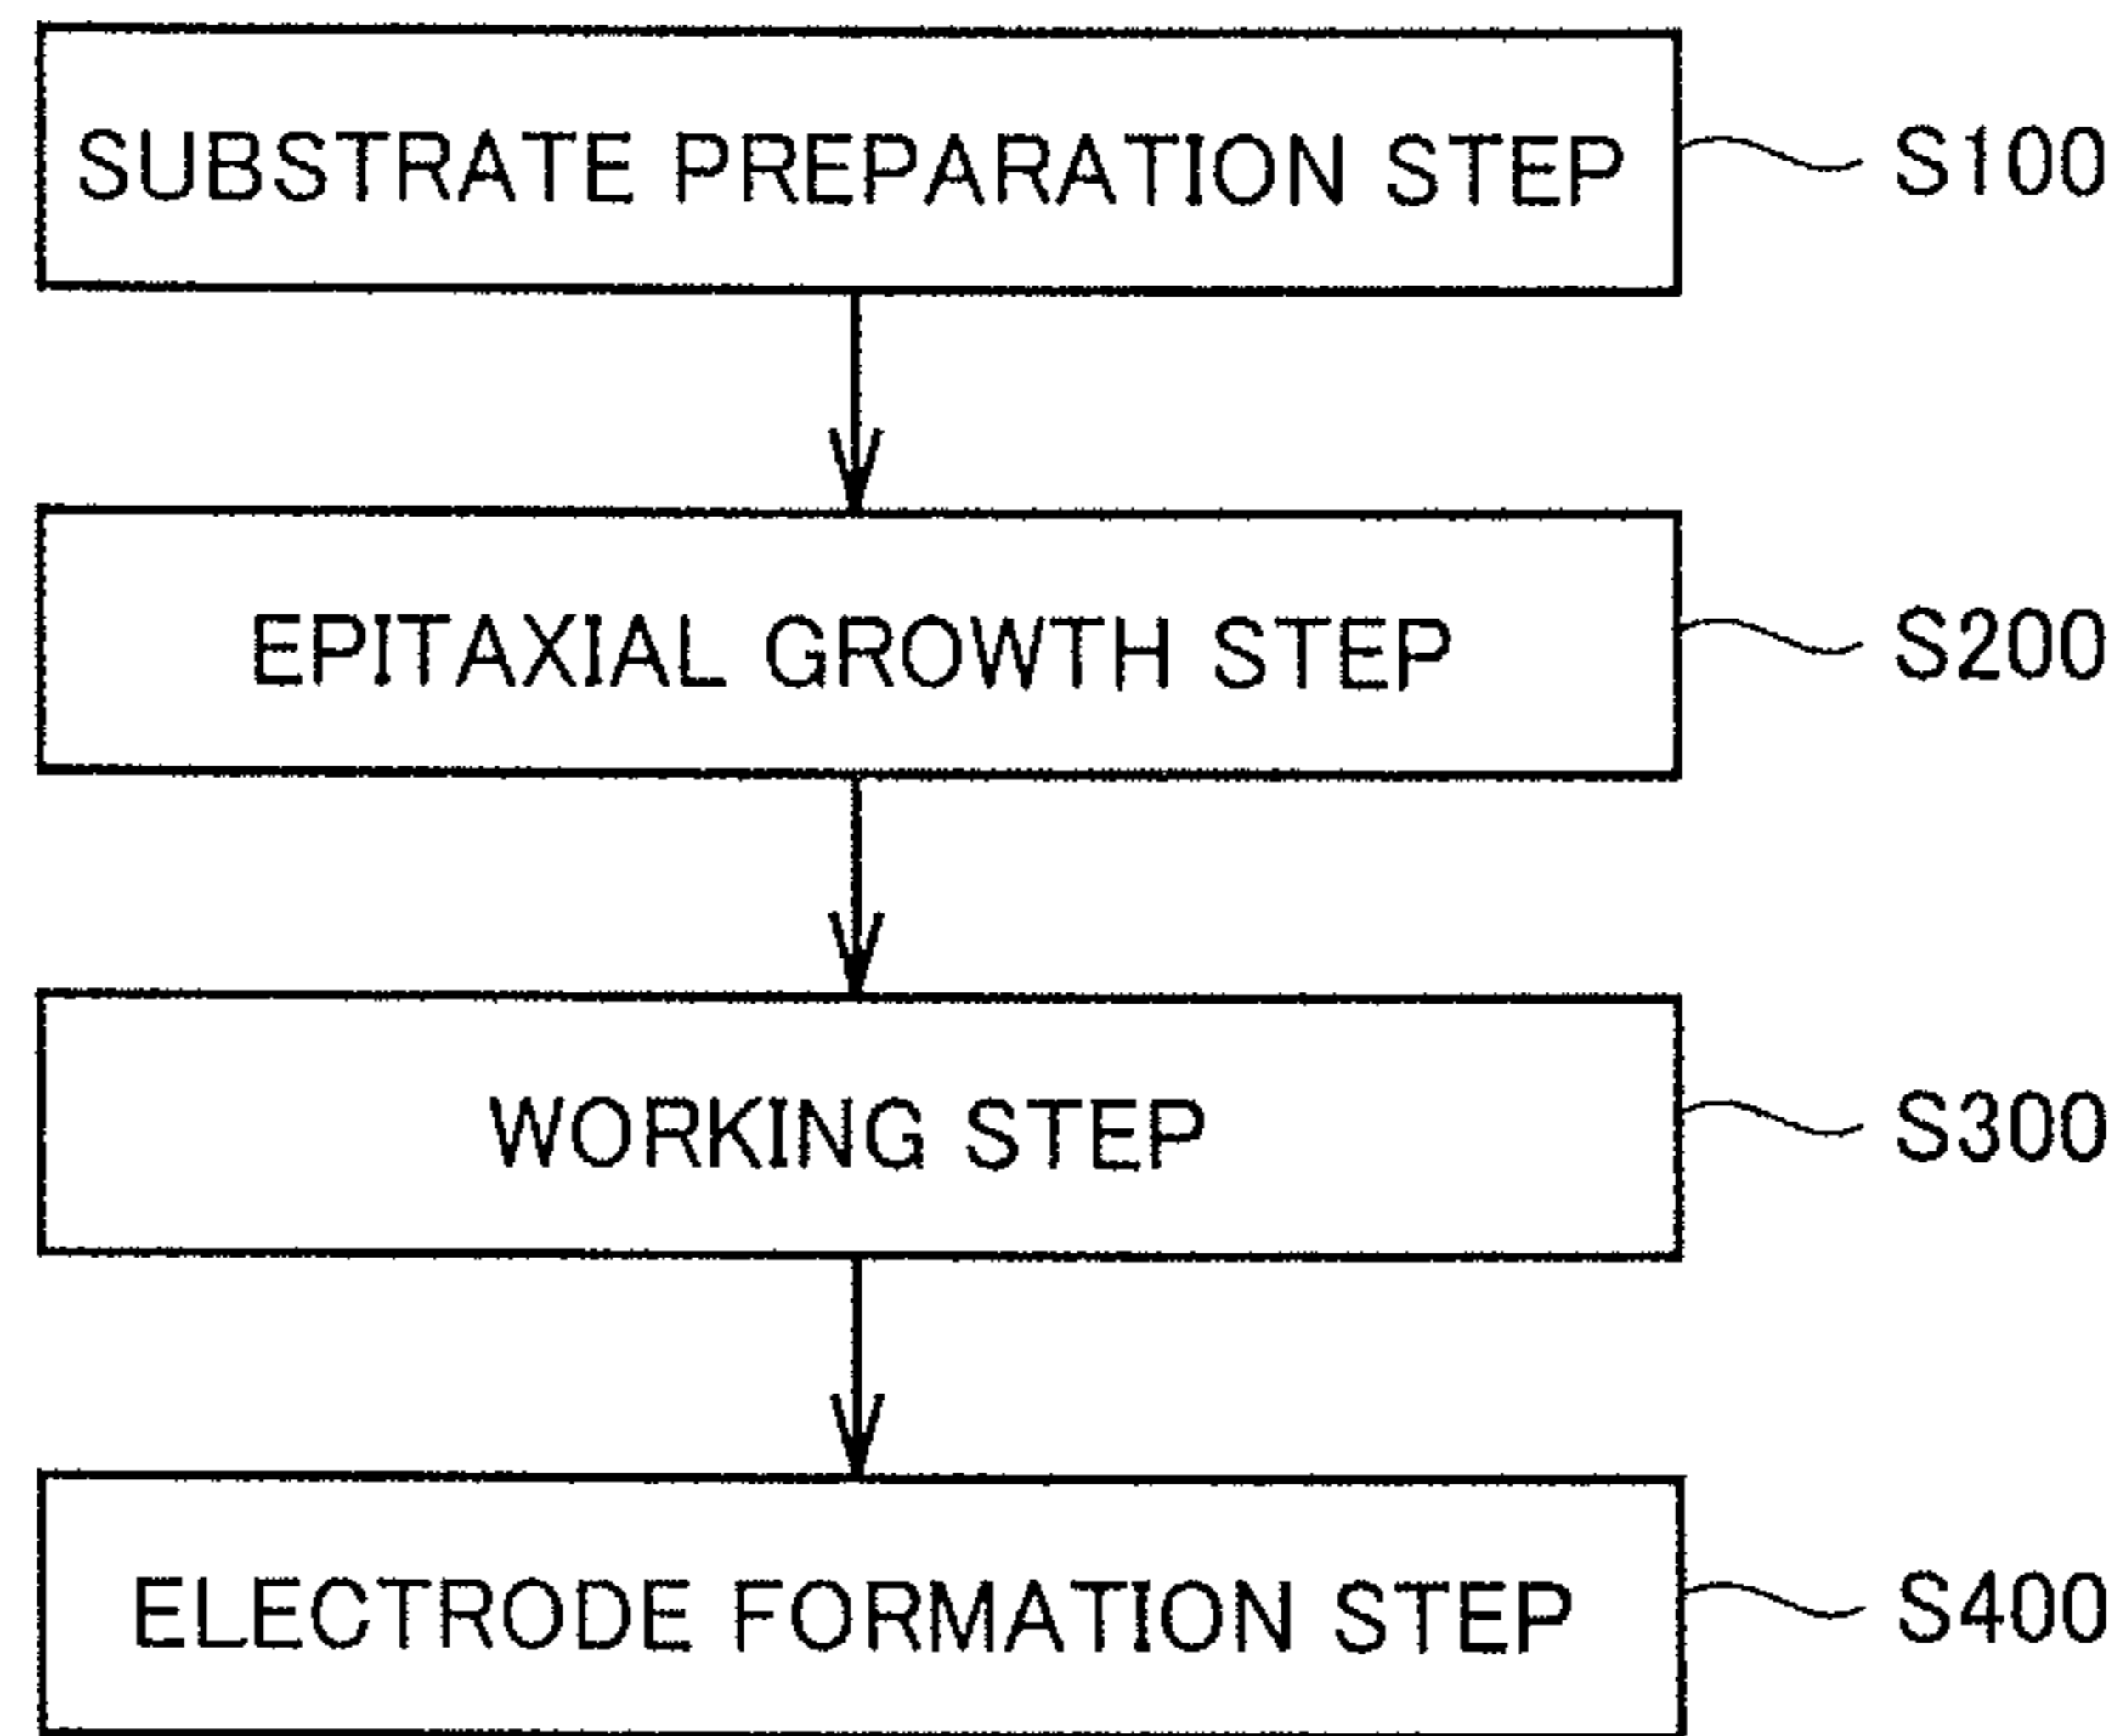 SUBSTRATE PREPARATION STEP S100
EPITAXIAL GROWTH STEP S200
WORKING STEP S300
ELECTRODE FORMATION STEP S400